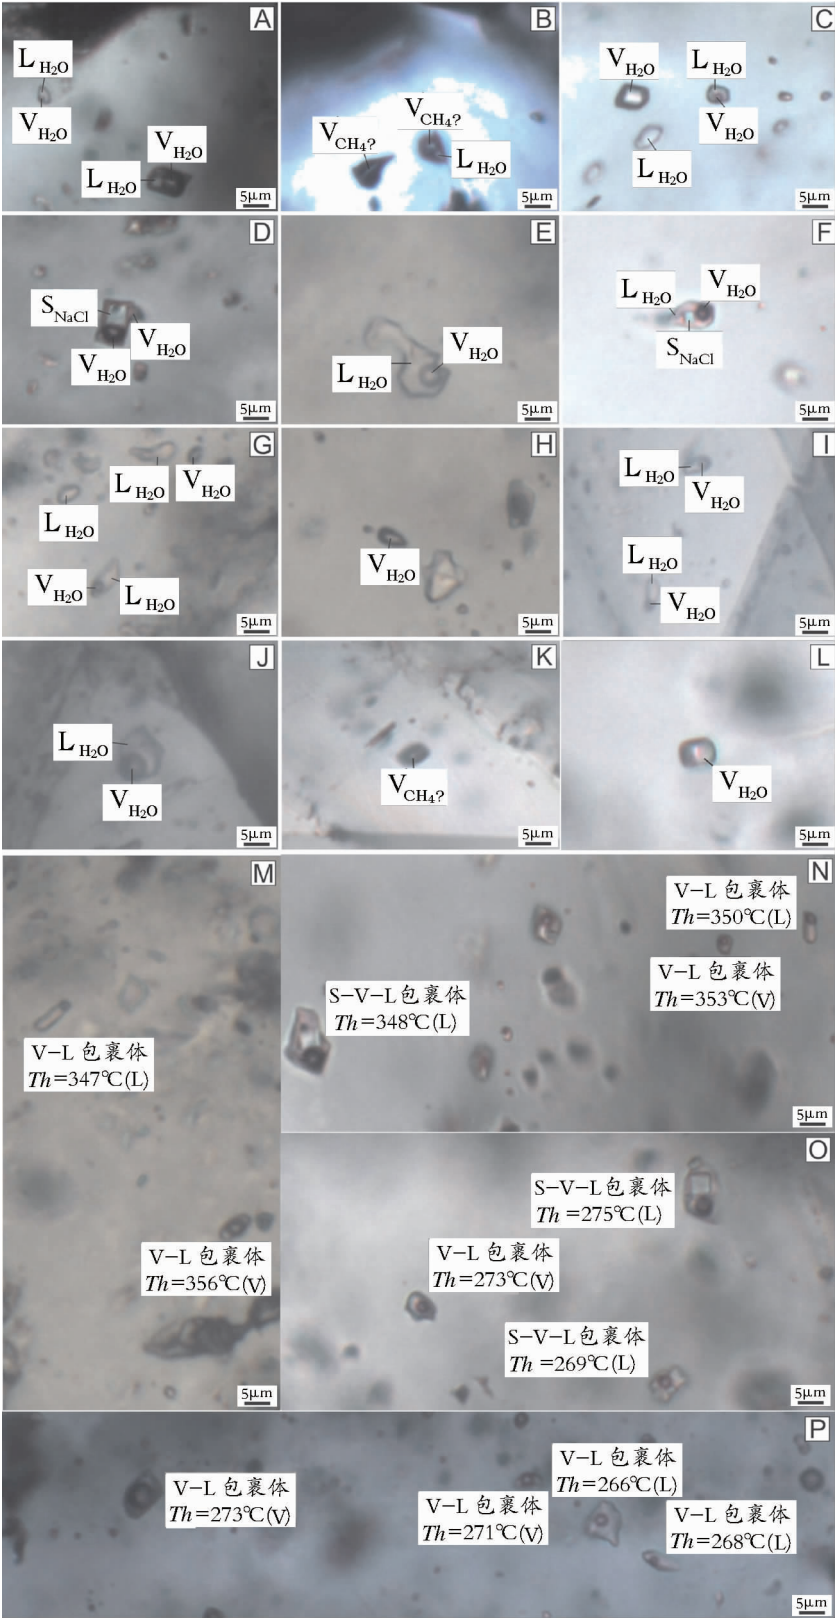 A
L H₂O
V H₂O
V H₂O
L H₂O
5μm
B
V CH₄?
V CH₄?
L H₂O
5μm
C
V H₂O
L H₂O
V H₂O
L H₂O
5μm
D
S NaCl
V H₂O
V H₂O
5μm
E
V H₂O
L H₂O
5μm
F
L H₂O
V H₂O
S NaCl
5μm
G
L H₂O
V H₂O
L H₂O
V H₂O
L H₂O
5μm
H
V H₂O
5μm
I
L H₂O
V H₂O
L H₂O
V H₂O
5μm
J
L H₂O
V H₂O
5μm
K
V CH₄?
5μm
L
V H₂O
5μm
M
V-L 包裹体
Th=347℃(L)
V-L 包裹体
Th=356℃(V)
5μm
N
V-L 包裹体
Th=350℃(L)
V-L 包裹体
Th=353℃(V)
S-V-L包裹体
Th=348℃(L)
5μm
O
S-V-L包裹体
Th=275℃(L)
V-L 包裹体
Th=273℃(V)
S-V-L包裹体
Th=269℃(L)
5μm
P
V-L 包裹体
Th=273℃(V)
V-L 包裹体
Th=266℃(L)
V-L 包裹体
Th=271℃(V)
V-L 包裹体
Th=268℃(L)
5μm